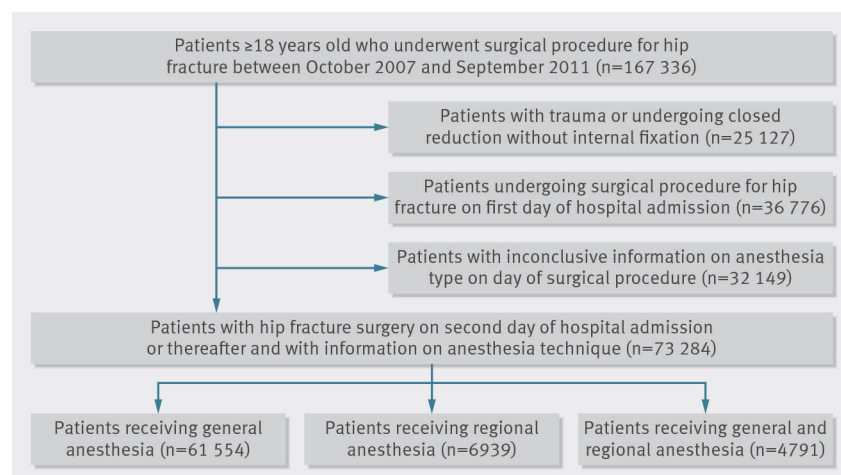 Patients ≥18 years old who underwent surgical procedure for hip
fracture between October 2007 and September 2011 (n=167 336)
Patients with trauma or undergoing closed
reduction without internal fixation (n=25 127)
Patients undergoing surgical procedure for hip
fracture on first day of hospital admission (n=36 776)
Patients with inconclusive information on anesthesia
type on day of surgical procedure (n=32 149)
Patients with hip fracture surgery on second day of hospital admission
or thereafter and with information on anesthesia technique (n=73 284)
Patients receiving general
anesthesia (n=61 554)
Patients receiving regional
anesthesia (n=6939)
Patients receiving general and
regional anesthesia (n=4791)